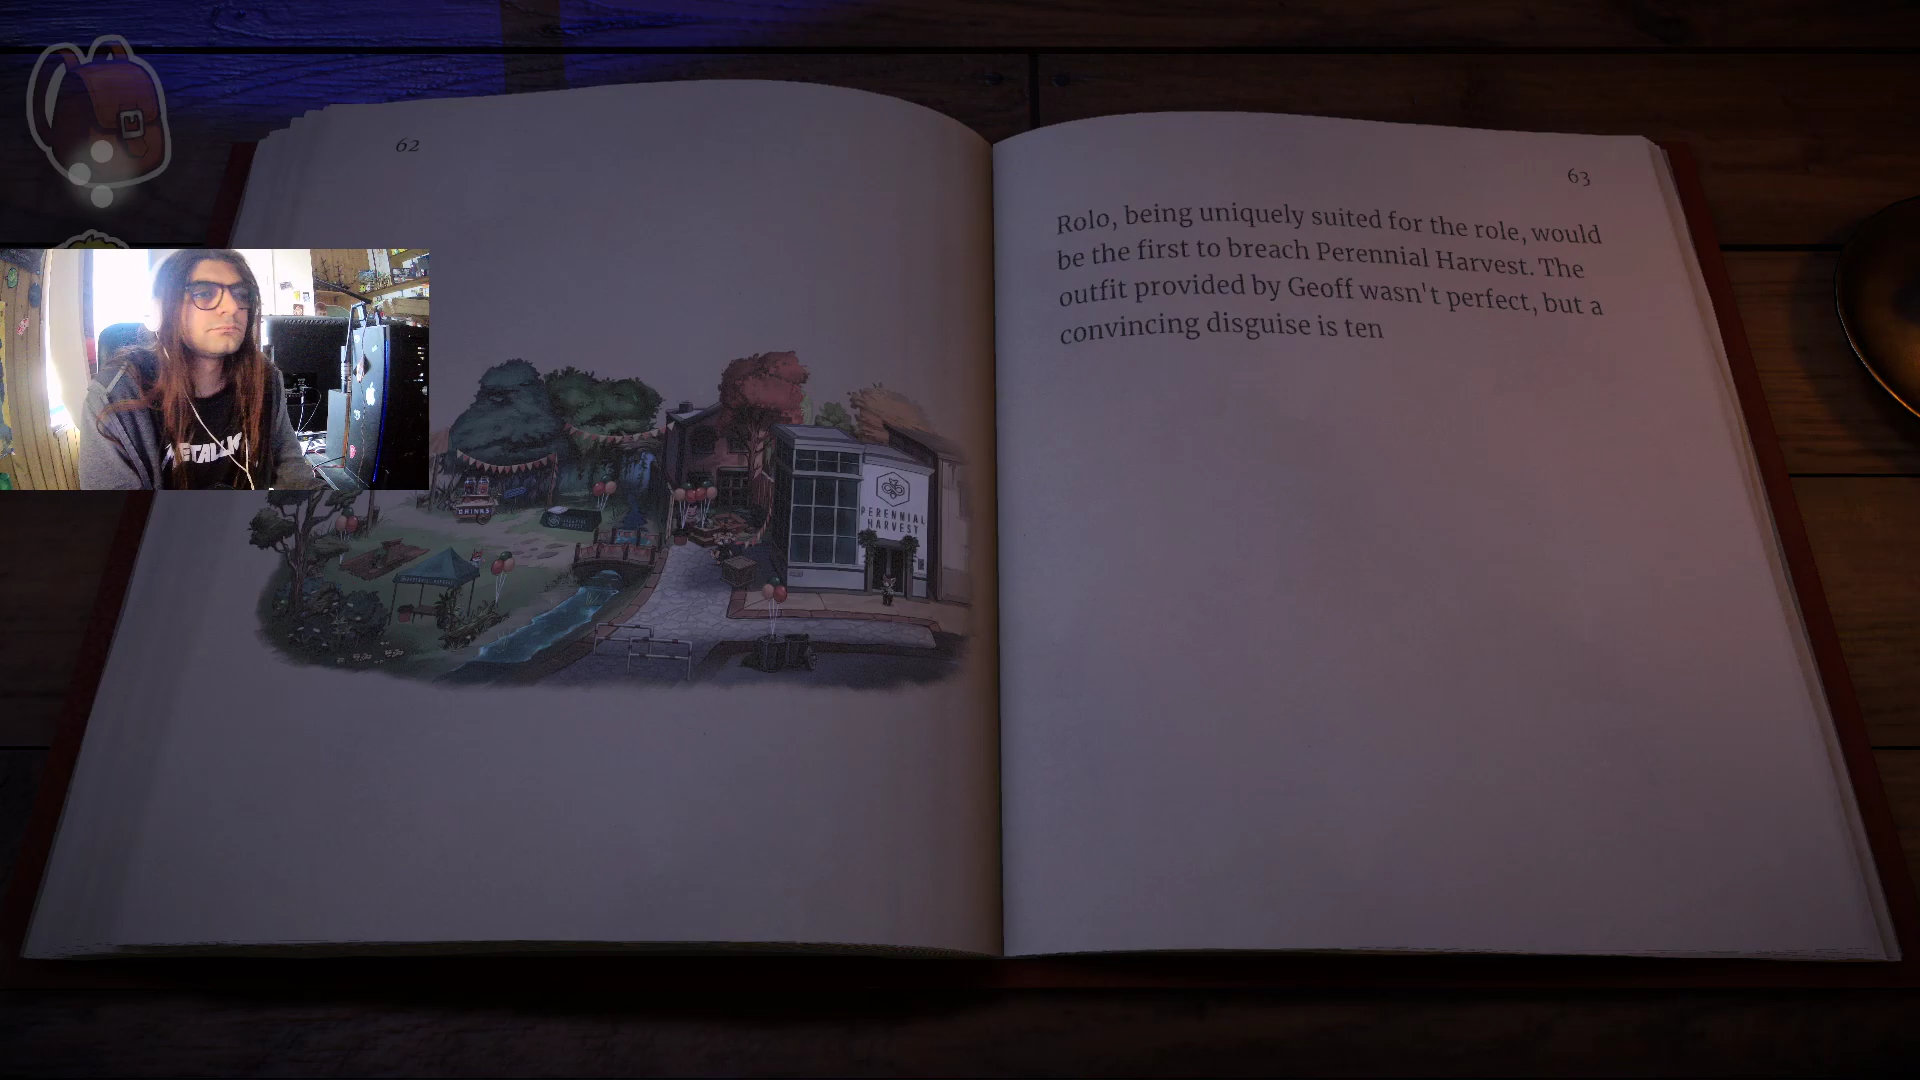 62
63
Rolo, being uniquely suited for the role, would
be the first to breach Perennial Harvest. The
outfit provided by Geoff wasn't perfect, but a
convincing disguise is ten
DRINKS
PERENNIAL
HARVEST